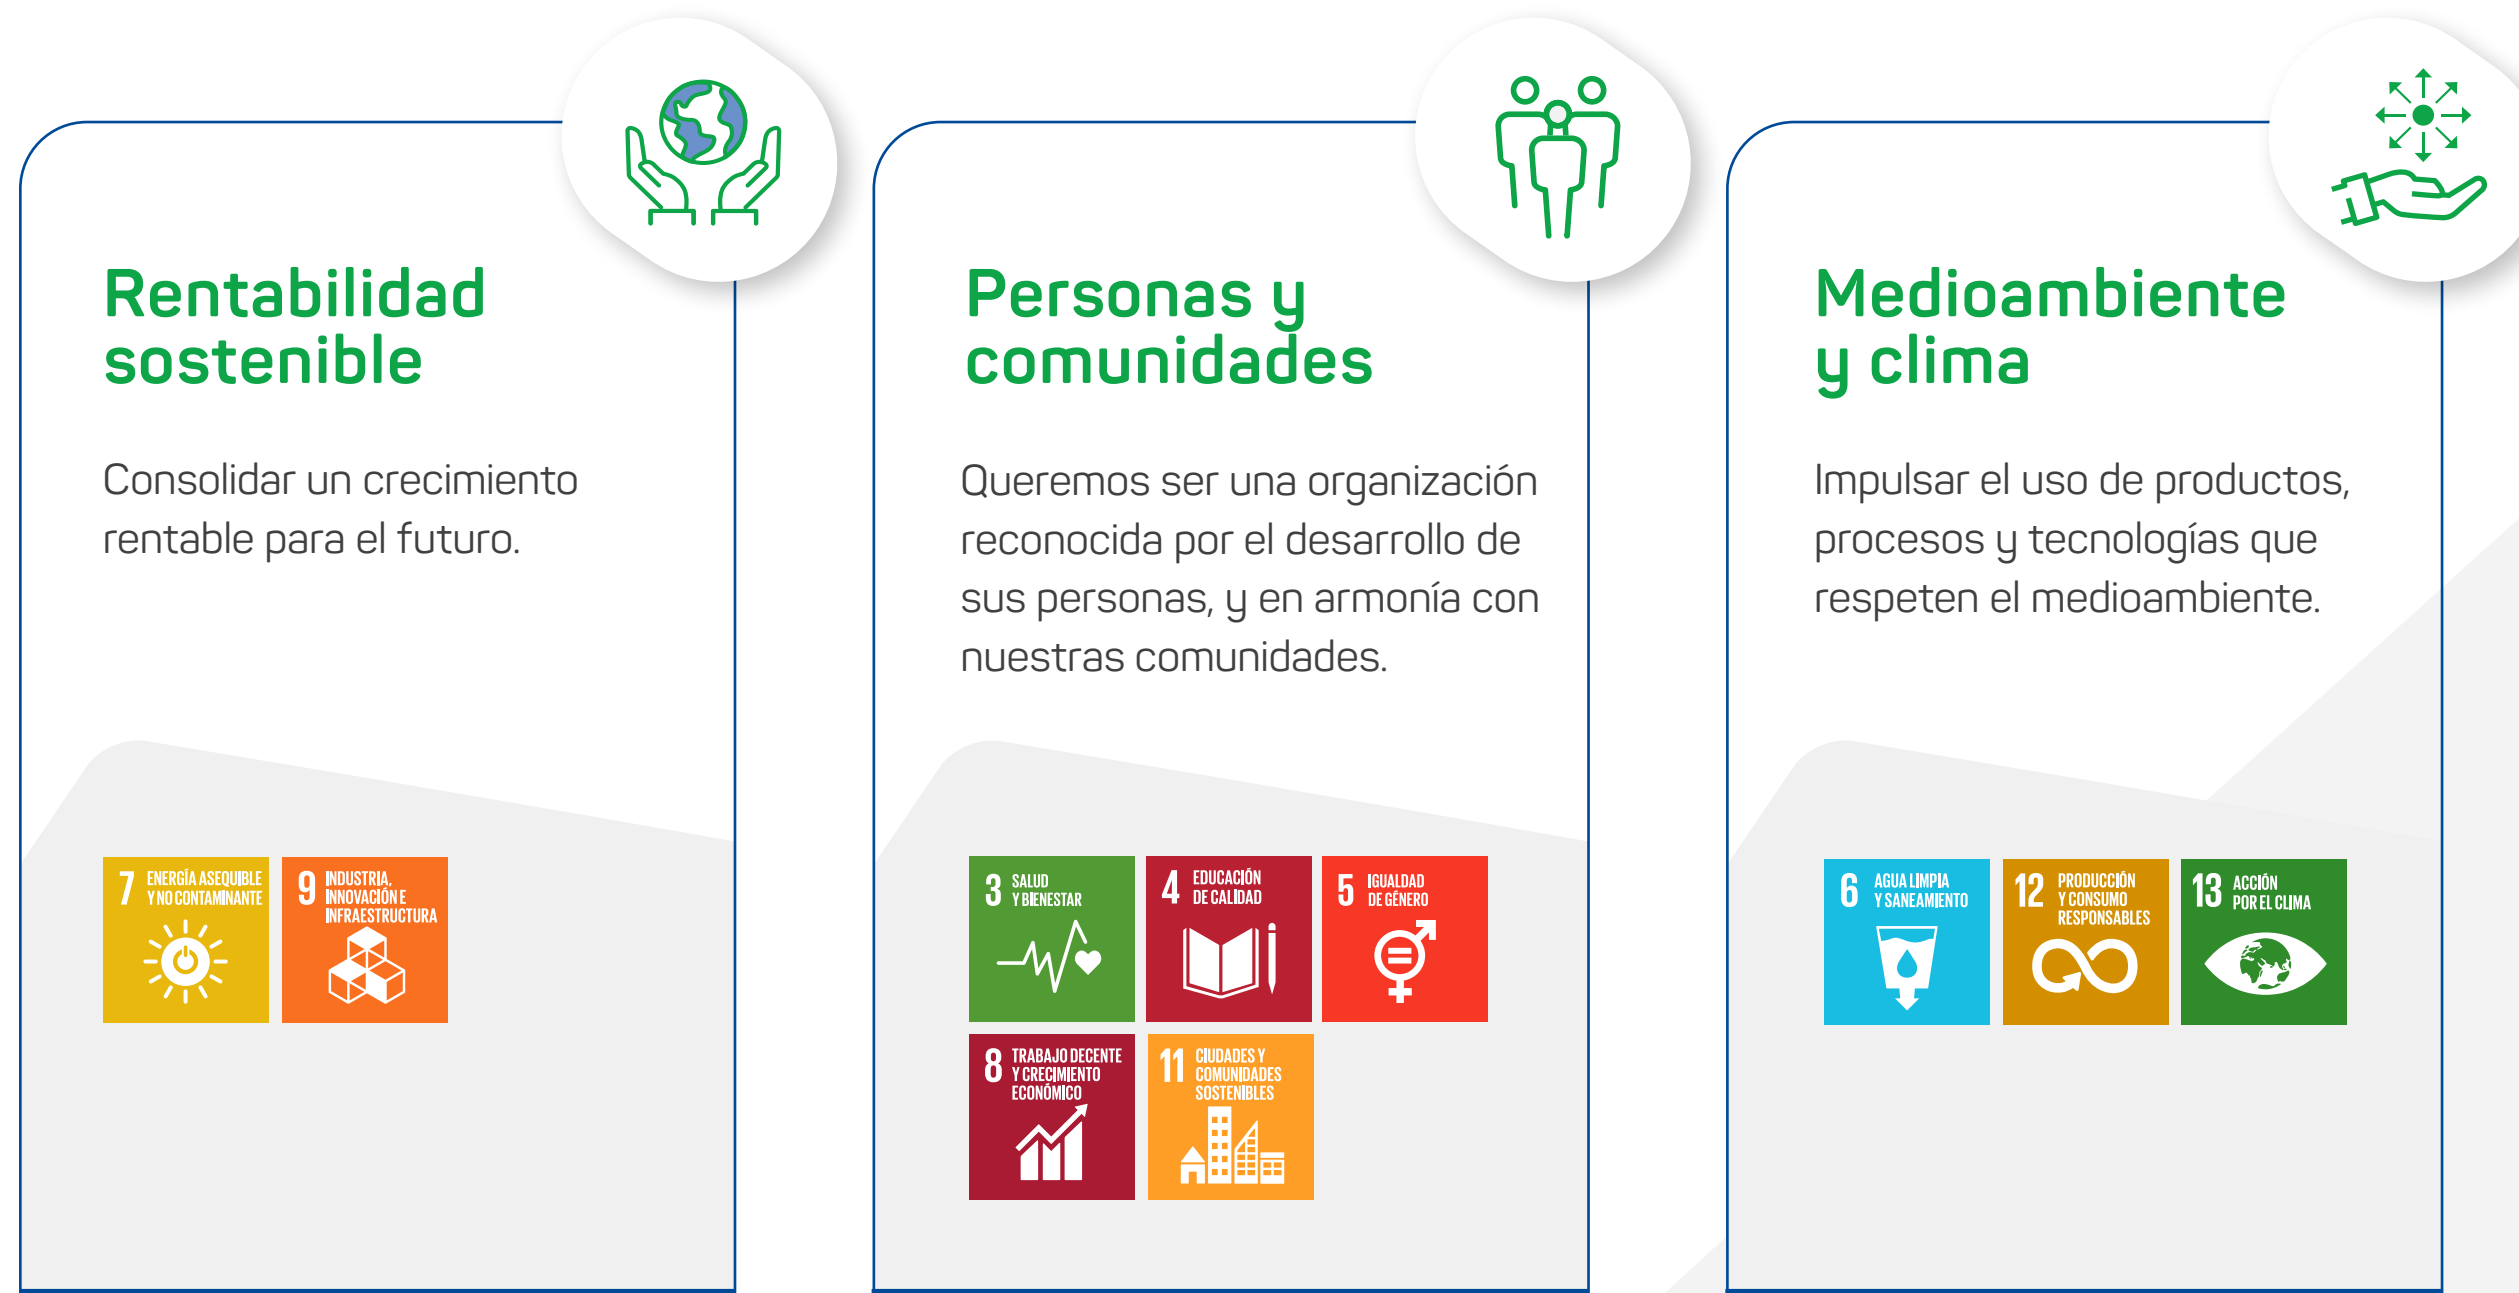 Rentabilidad
sostenible
Consolidar un crecimiento
rentable para el futuro.
7 ENERGÍA ASEQUIBLE
Y NO CONTAMINANTE
9 INDUSTRIA,
INNOVACIÓN E
INFRAESTRUCTURA
Personas y
comunidades
Queremos ser una organización
reconocida por el desarrollo de
sus personas, y en armonía con
nuestras comunidades.
3 SALUD
Y BIENESTAR
4 EDUCACIÓN
DE CALIDAD
5 IGUALDAD
DE GÉNERO
8 TRABAJO DECENTE
Y CRECIMIENTO
ECONÓMICO
11 CIUDADES Y
COMUNIDADES
SOSTENIBLES
Medioambiente
y clima
Impulsar el uso de productos,
procesos y tecnologías que
respeten el medioambiente.
6 AGUA LIMPIA
Y SANEAMIENTO
12 PRODUCCIÓN
Y CONSUMO
RESPONSABLES
13 ACCIÓN
POR EL CLIMA